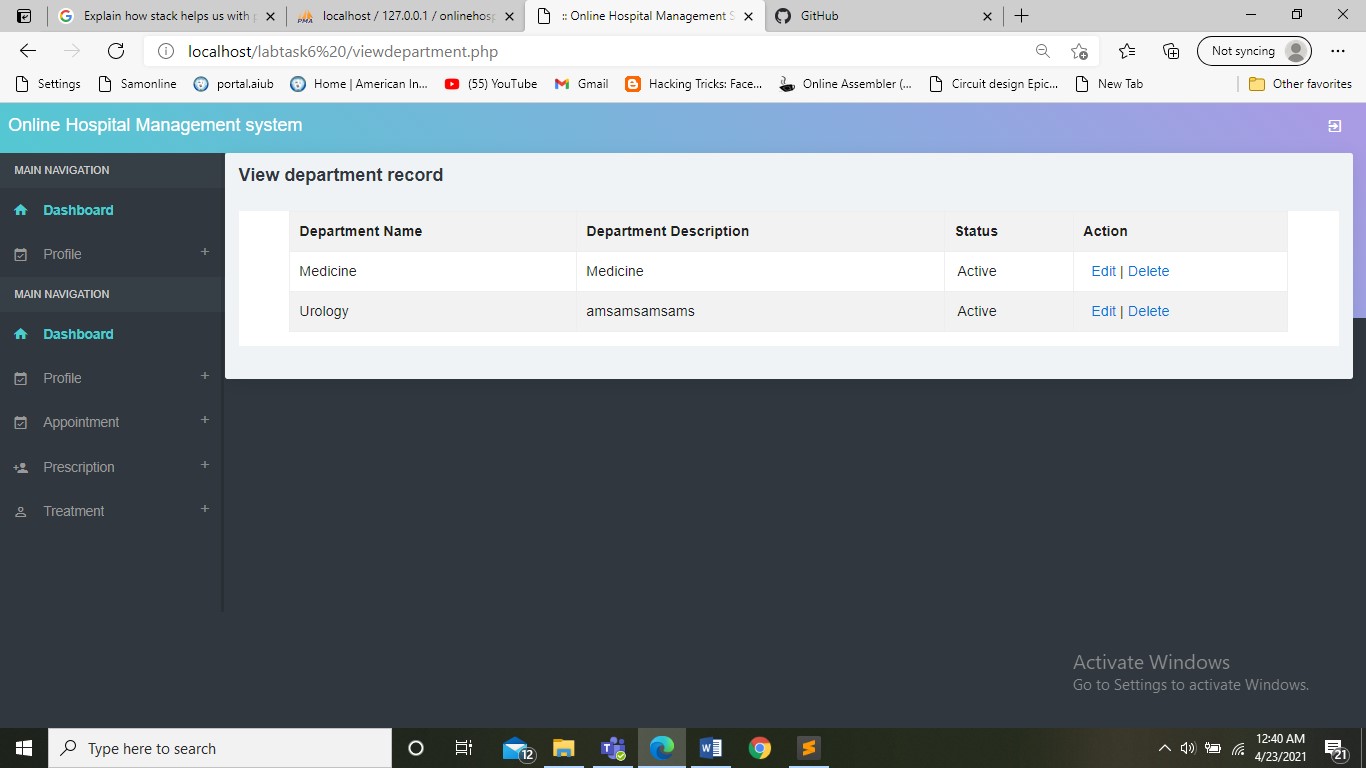 Explain how stack helps us with
localhost / 127.0.0.1 / onlinehosp
:: Online Hospital Management S
GitHub
localhost/labtask6%20/viewdepartment.php
Not syncing
Settings
Samonline
portal.aiub
Home | American In...
(55) YouTube
Gmail
Hacking Tricks: Face...
Online Assembler (...
Circuit design Epic...
New Tab
Other favorites
Online Hospital Management system
MAIN NAVIGATION
Dashboard
Profile +
MAIN NAVIGATION
Dashboard
Profile +
Appointment +
Prescription +
Treatment +
View department record
Department Name Department Description Status Action
Medicine Medicine Active Edit | Delete
Urology amsamsamsams Active Edit | Delete
Activate Windows
Go to Settings to activate Windows.
Type here to search
12
12:40 AM
4/23/2021
21